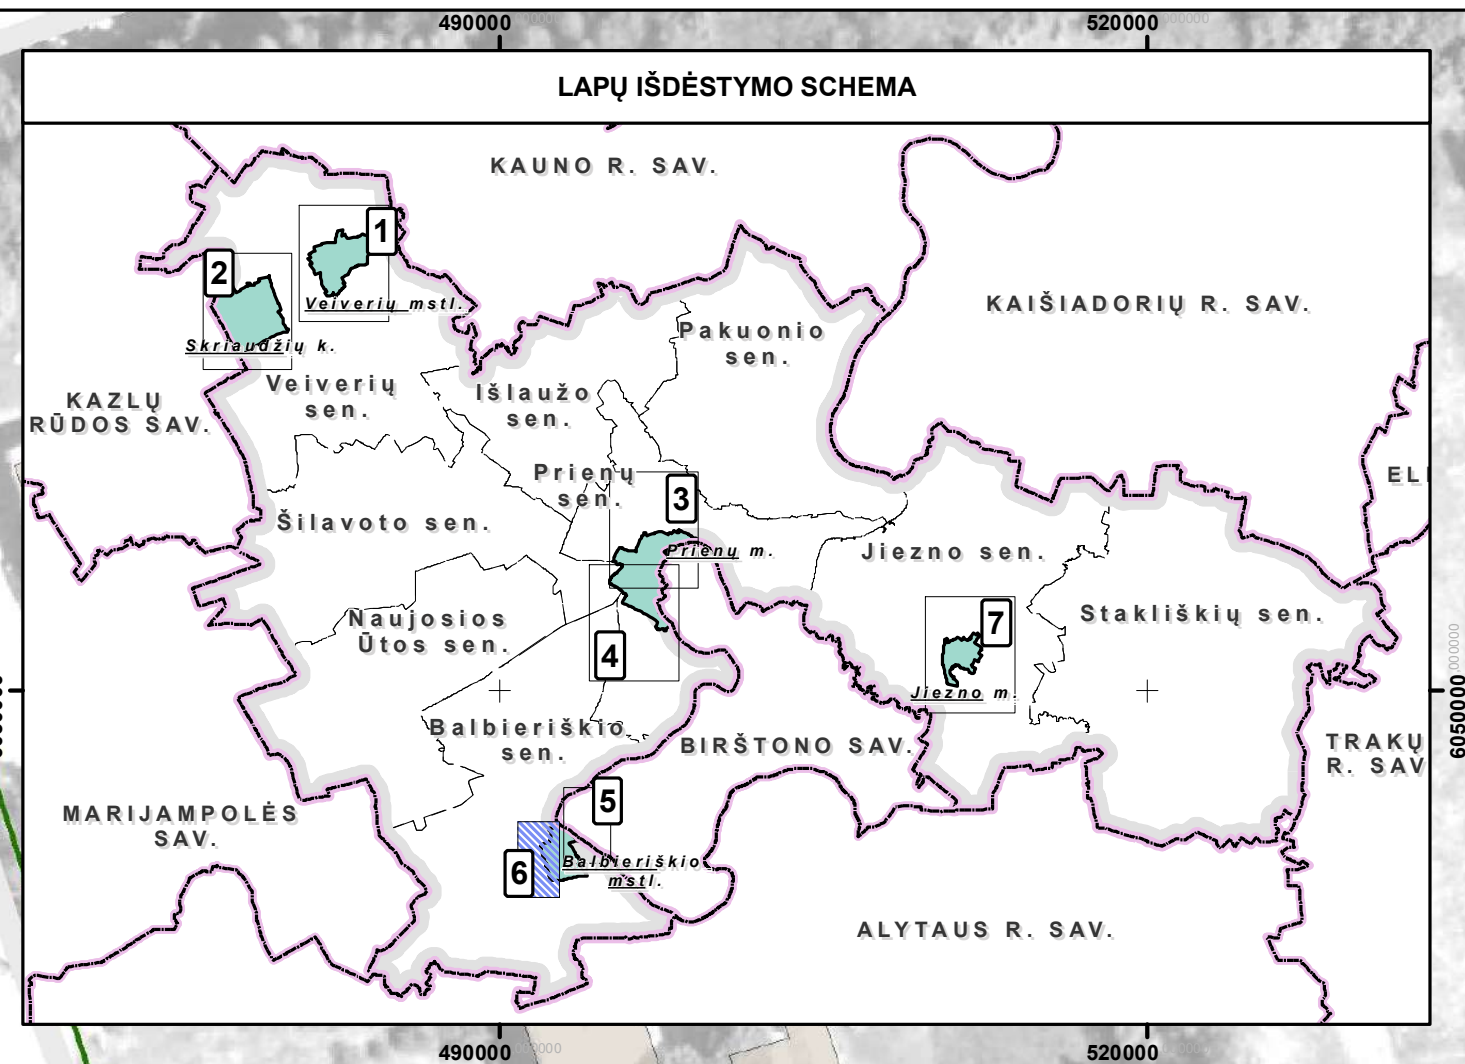 490000
520000
LAPŲ IŠDĖSTYMO SCHEMA
KAUNO R. SAV.
1
2
Veiverių mstl.
KAIŠIADORIŲ R. SAV.
Pakuonio
sen.
Skriaudžių k.
Veiverių
sen.
Išlaužo
sen.
KAZLŲ
RŪDOS SAV.
Prienų
sen.
3
Šilavoto sen.
Prienų m.
Jiezno sen.
Naujosios
Ūtos sen.
4
7
Stakliškių sen.
Jiezno m.
6050000
Balbieriškio
sen.
BIRŠTONO SAV.
TRAKŲ
R. SAV
MARIJAMPOLĖS
SAV.
5
6
Balbieriškio
mstl.
ALYTAUS R. SAV.
490000
520000